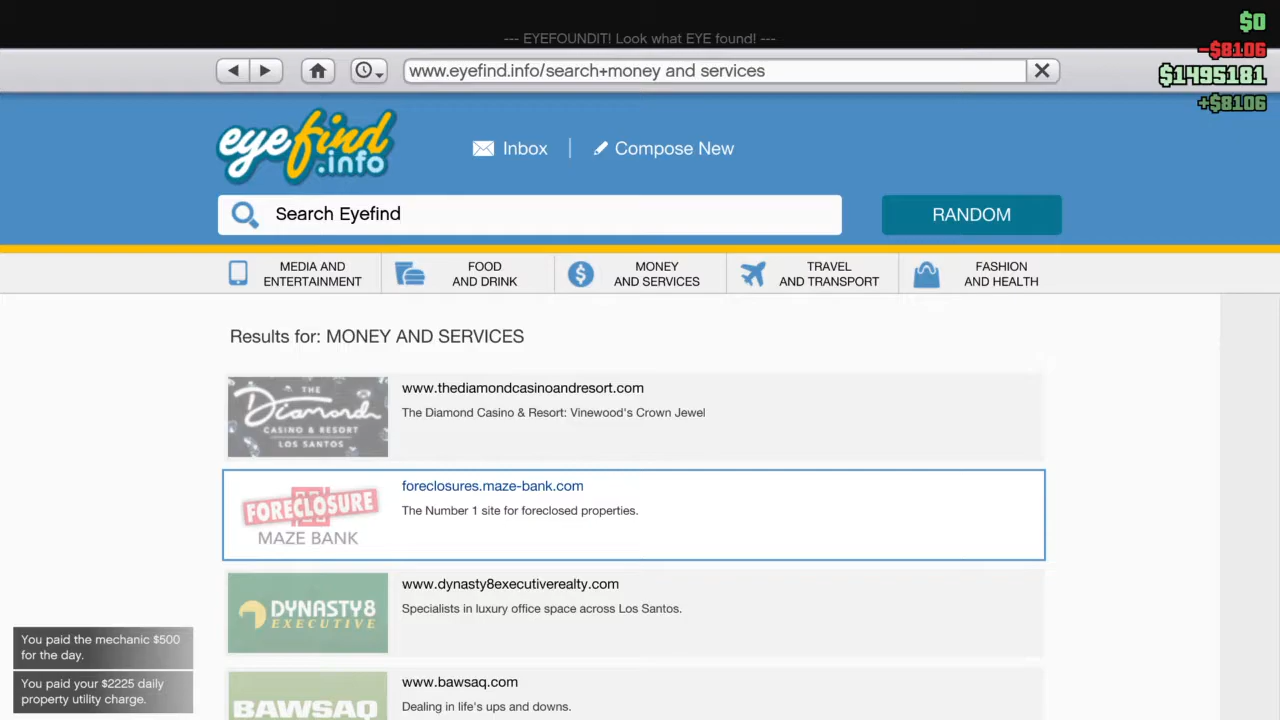 --- EYEFOUNDIT! Look what EYE found! ---
$0
-$8106
$1495181
+$8106
www.eyefind.info/search+money and services
eyefind
.info
Inbox
Compose New
Search Eyefind
RANDOM
MEDIA AND
ENTERTAINMENT
FOOD
AND DRINK
MONEY
AND SERVICES
TRAVEL
AND TRANSPORT
FASHION
AND HEALTH
Results for: MONEY AND SERVICES
THE
Diamond
CASINO & RESORT
LOS SANTOS
www.thediamondcasinoandresort.com
The Diamond Casino & Resort: Vinewood's Crown Jewel
FORECLOSURE
MAZE BANK
foreclosures.maze-bank.com
The Number 1 site for foreclosed properties.
DYNASTY8
EXECUTIVE
www.dynasty8executiverealty.com
Specialists in luxury office space across Los Santos.
BAWSAQ
www.bawsaq.com
Dealing in life's ups and downs.
You paid the mechanic $500
for the day.
You paid your $2225 daily
property utility charge.